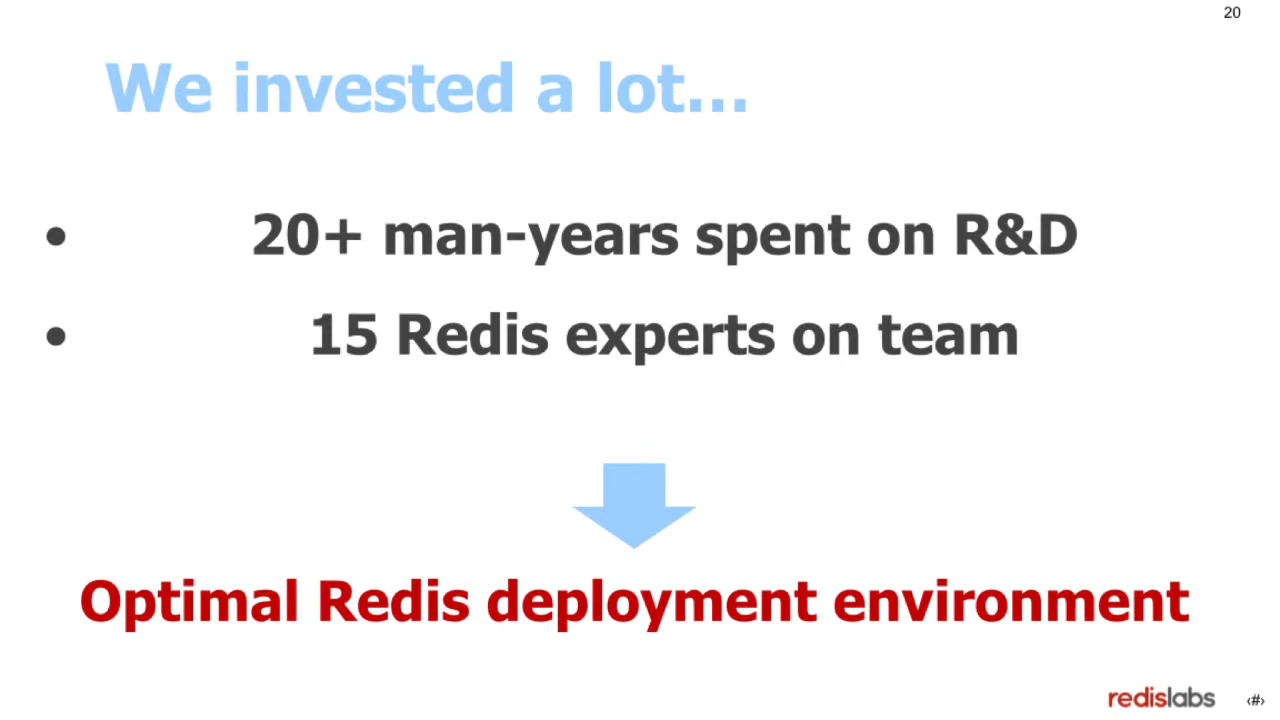 20
We invested a lot...
• 20+ man-years spent on R&D
• 15 Redis experts on team
Optimal Redis deployment environment
redislabs
‹#›